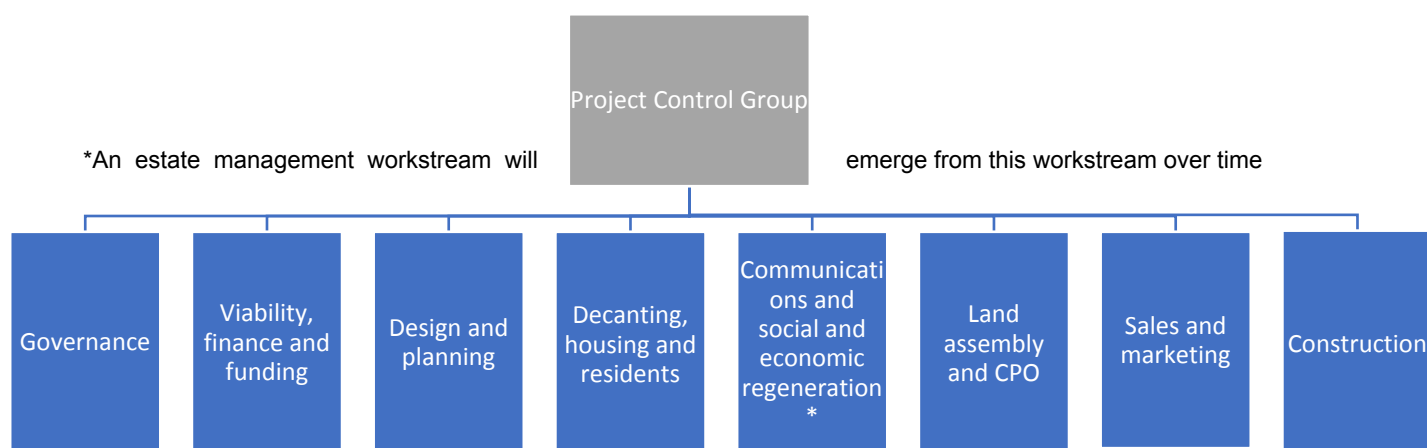 Project Control Group
*An estate management workstream will
emerge from this workstream over time
Governance
Viability,
finance and
funding
Design and
planning
Decanting,
housing and
residents
Communicati
ons and
social and
economic
regeneration
*
Land
assembly
and CPO
Sales and
marketing
Construction